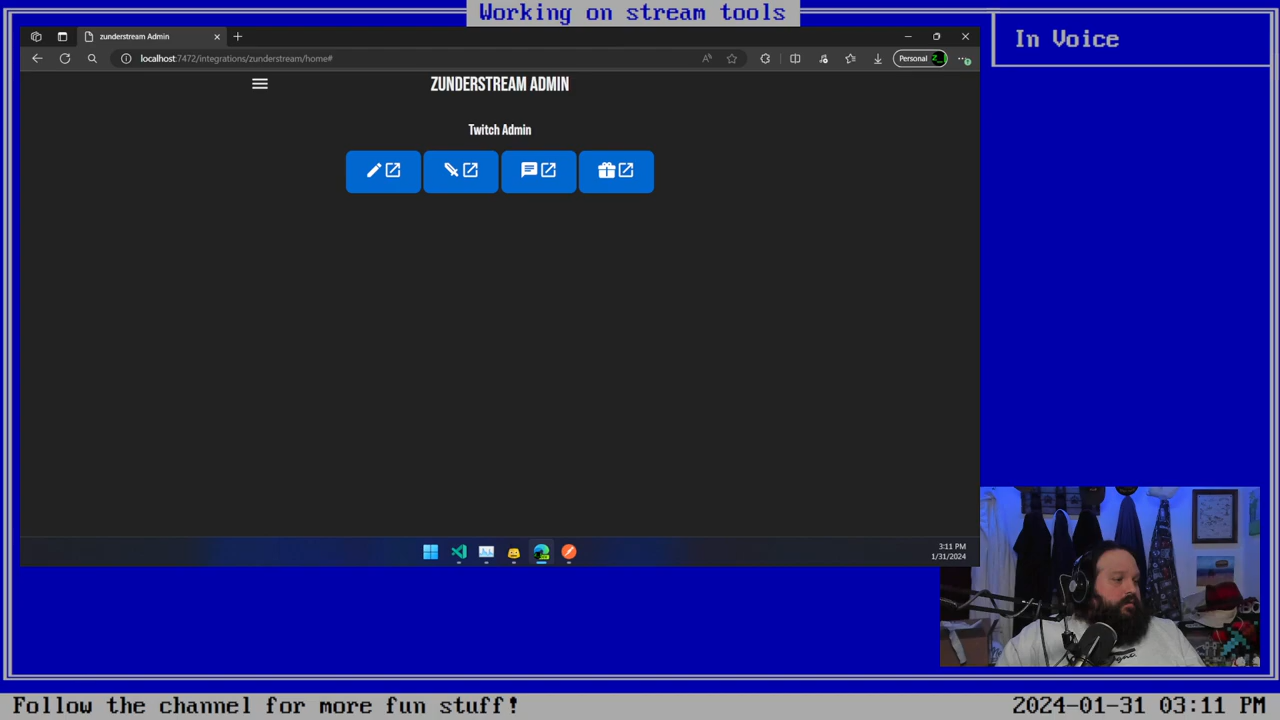 Working on stream tools
zunderstream Admin
In Voice
localhost:7472/integrations/zunderstream/home#
Personal
ZUNDERSTREAM ADMIN
Twitch Admin
3:11 PM
1/31/2024
Follow the channel for more fun stuff!
2024-01-31 03:11 PM